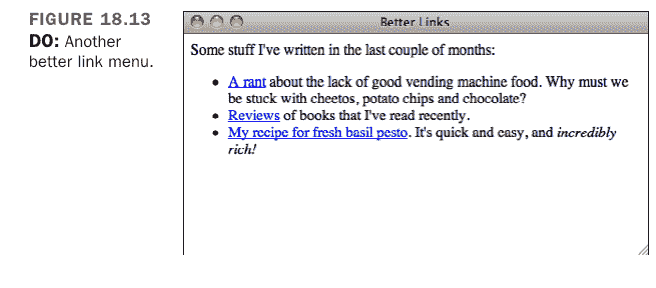 FIGURE 18.13
DO: Another
better link menu.
Better Links
Some stuff I've written in the last couple of months:
• A rant about the lack of good vending machine food. Why must we
be stuck with cheetos, potato chips and chocolate?
• Reviews of books that I've read recently.
• My recipe for fresh basil pesto. It's quick and easy, and incredibly
rich!